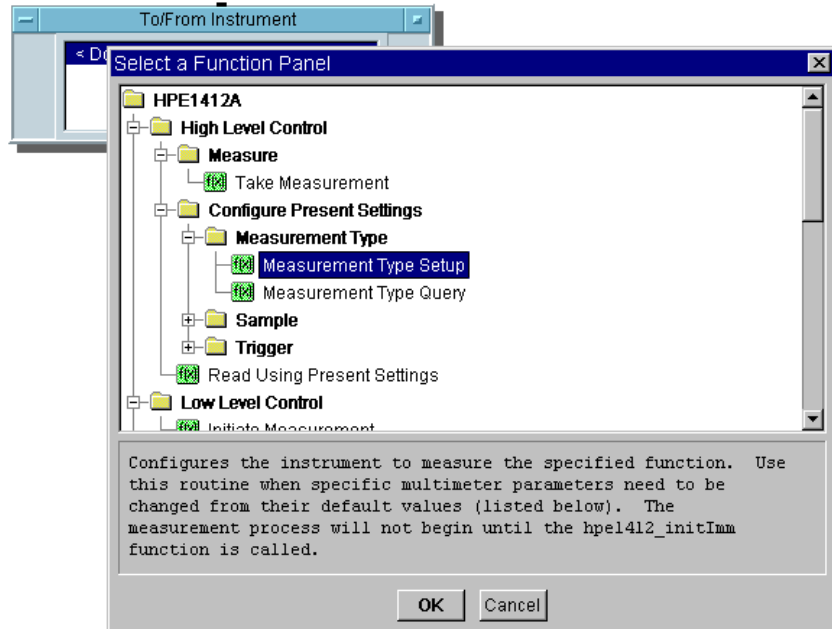 To/From Instrument
< Do
Select a Function Panel
HPE1412A
High Level Control
Measure
f(x) Take Measurement
Configure Present Settings
Measurement Type
f(x) Measurement Type Setup
f(x) Measurement Type Query
Sample
Trigger
f(x) Read Using Present Settings
Low Level Control
f(x) Initiate Measurement
Configures the instrument to measure the specified function. Use
this routine when specific multimeter parameters need to be
changed from their default values (listed below). The
measurement process will not begin until the hpe1412_initImm
function is called.
OK
Cancel